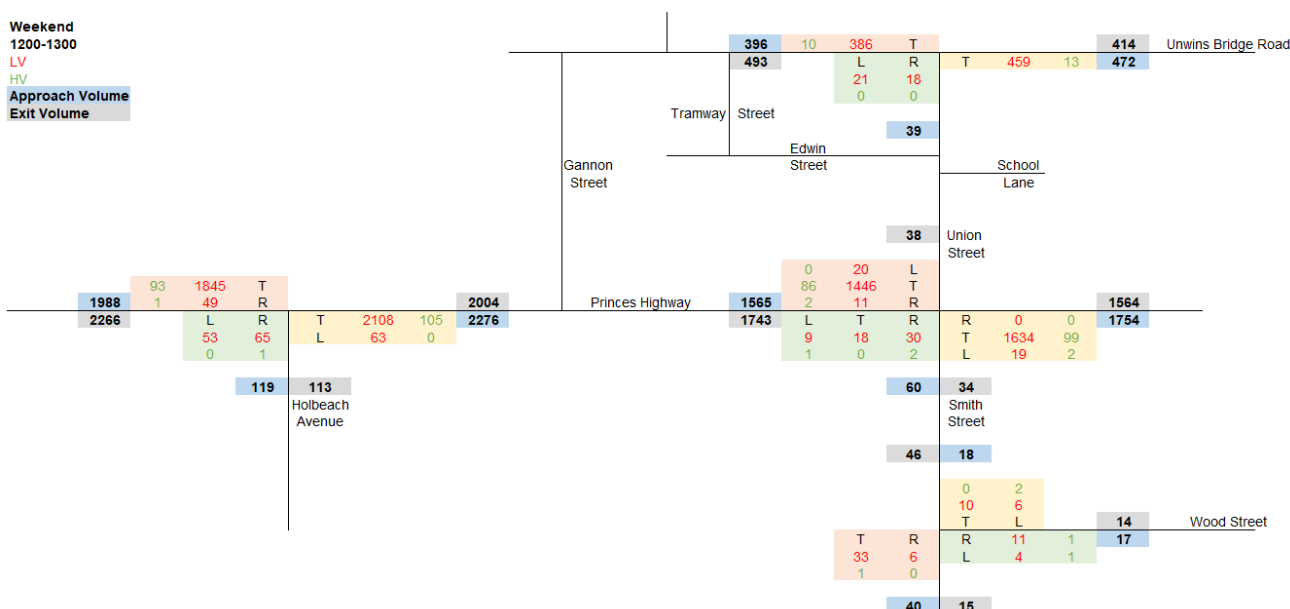 Weekend
1200-1300
LV
HV
Approach Volume
Exit Volume
396 10 386 T 414 Unwins Bridge Road
493 L R T 459 13 472
21 18
0 0
Tramway Street
39
Edwin
Street
Gannon
Street
School
Lane
38 Union
Street
0 20 L
93 1845 T 86 1446 T
1988 1 49 R 2004 Princes Highway 1565 2 11 R 1564
2266 L R T 2108 105 2276 1743 L T R R 0 0 1754
53 65 L 63 0 9 18 30 T 1634 99
0 1 1 0 2 L 19 2
119 113 60 34
Holbeach
Avenue
Smith
Street
46 18
0 2
10 6
T L 14 Wood Street
T R R 11 1 17
33 6 L 4 1
1 0
40 15